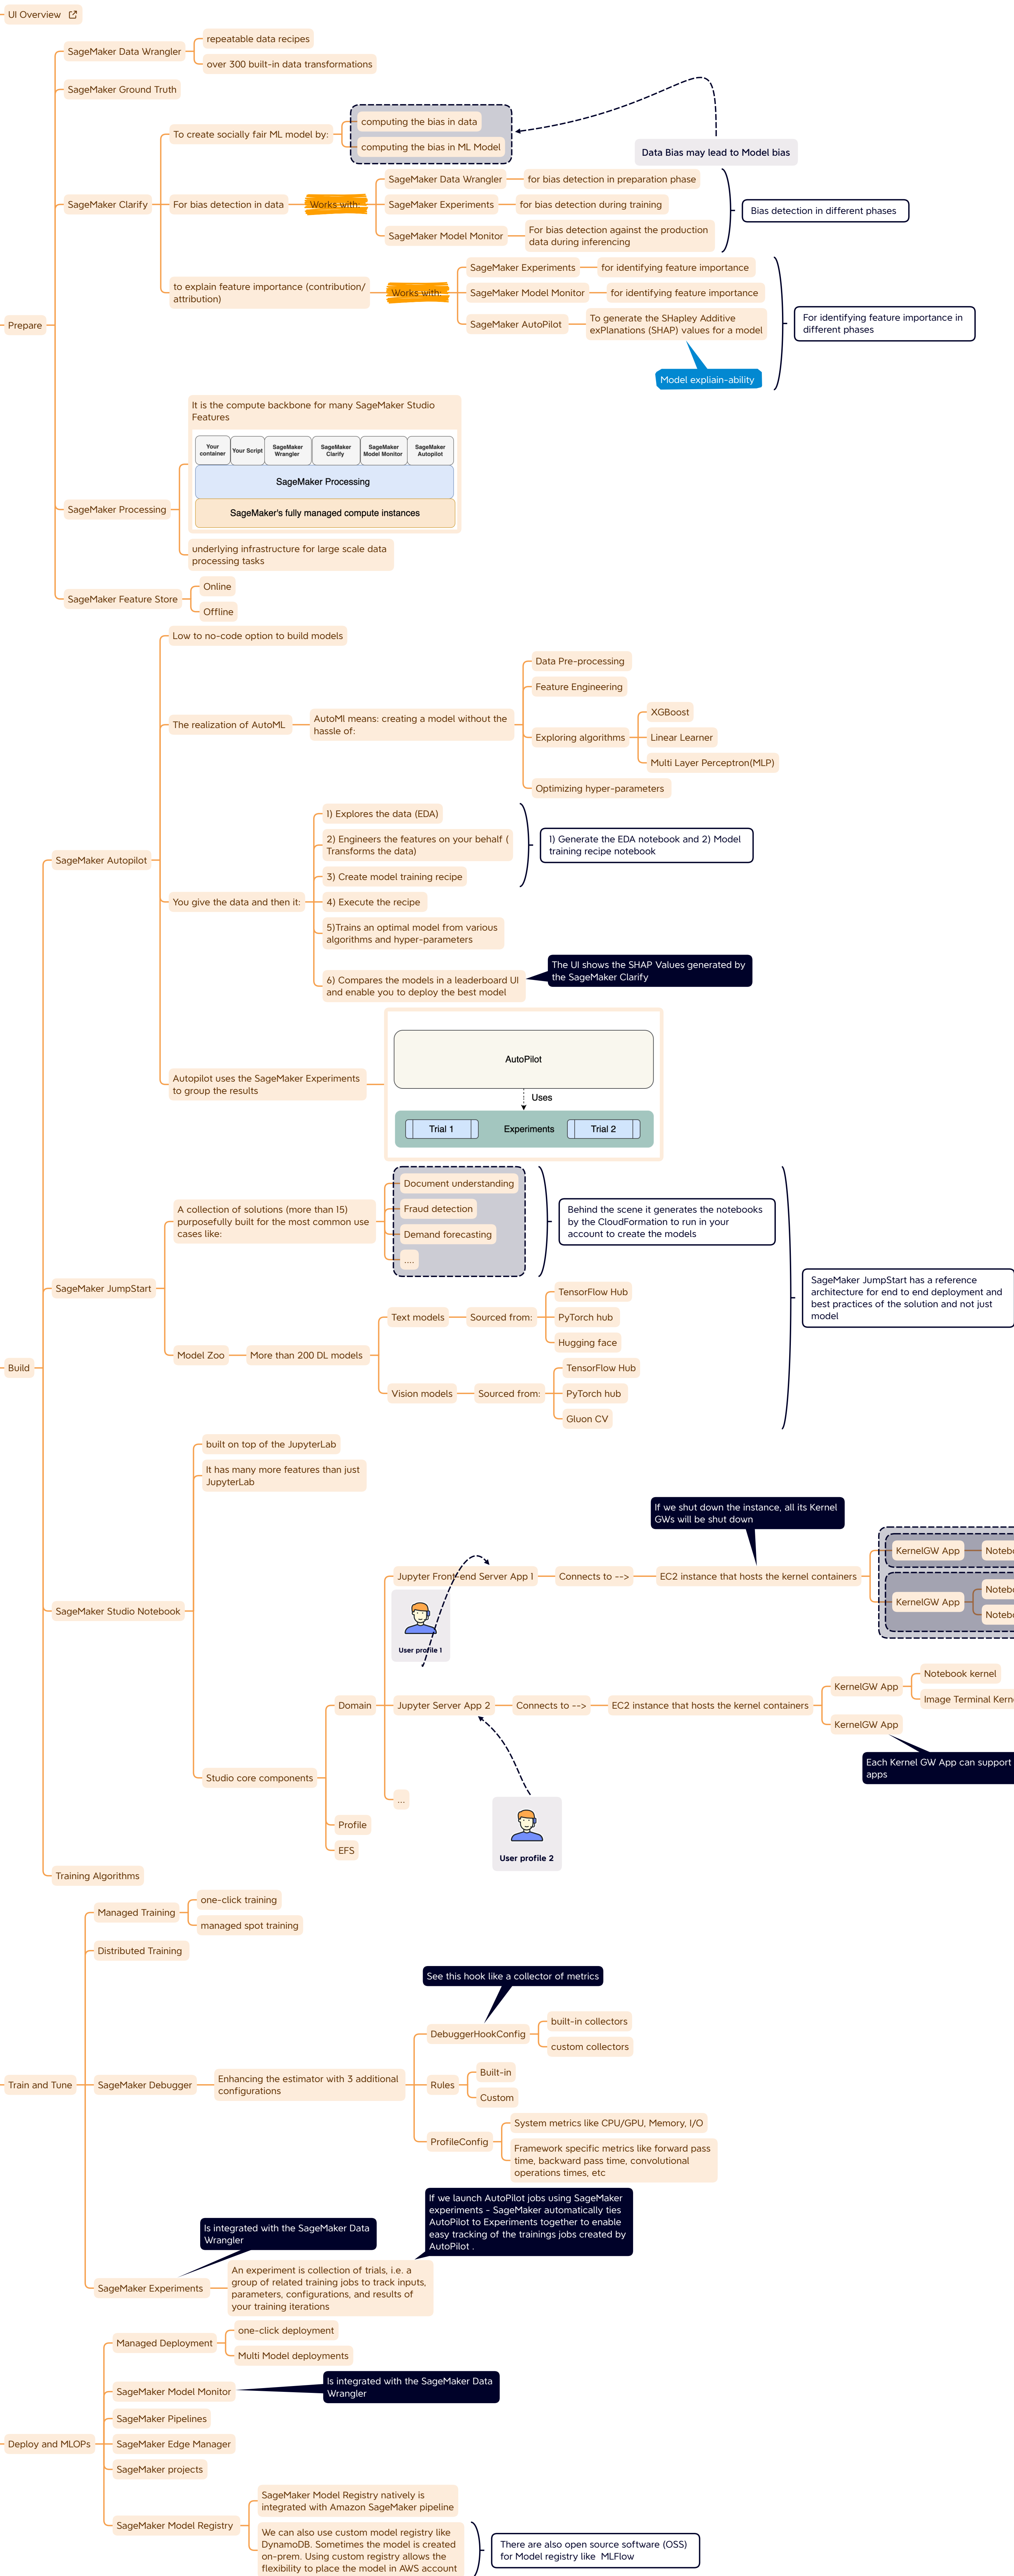 UI Overview
SageMaker Data Wrangler
repeatable data recipes
over 300 built-in data transformations
SageMaker Ground Truth
To create socially fair ML model by:
computing the bias in data
computing the bias in ML Model
Data Bias may lead to Model bias
SageMaker Clarify
For bias detection in data
Works with:
SageMaker Data Wrangler
for bias detection in preparation phase
SageMaker Experiments
for bias detection during training
SageMaker Model Monitor
For bias detection against the production
data during inferencing
Bias detection in different phases
to explain feature importance (contribution/
attribution)
Works with:
SageMaker Experiments
for identifying feature importance
SageMaker Model Monitor
for identifying feature importance
SageMaker AutoPilot
To generate the SHapley Additive
exPlanations (SHAP) values for a model
For identifying feature importance in
different phases
Model expliain-ability
Prepare
It is the compute backbone for many SageMaker Studio
Features
Your
container
Your Script
SageMaker
Wrangler
SageMaker
Clarify
SageMaker
Model Monitor
SageMaker
Autopilot
SageMaker Processing
SageMaker's fully managed compute instances
SageMaker Processing
underlying infrastructure for large scale data
processing tasks
SageMaker Feature Store
Online
Offline
Low to no-code option to build models
The realization of AutoML
AutoMl means: creating a model without the
hassle of:
Data Pre-processing
Feature Engineering
Exploring algorithms
XGBoost
Linear Learner
Multi Layer Perceptron(MLP)
Optimizing hyper-parameters
SageMaker Autopilot
You give the data and then it:
1) Explores the data (EDA)
2) Engineers the features on your behalf (
Transforms the data)
3) Create model training recipe
1) Generate the EDA notebook and 2) Model
training recipe notebook
4) Execute the recipe
5)Trains an optimal model from various
algorithms and hyper-parameters
6) Compares the models in a leaderboard UI
and enable you to deploy the best model
The UI shows the SHAP Values generated by
the SageMaker Clarify
Autopilot uses the SageMaker Experiments
to group the results
AutoPilot
Uses
Trial 1
Experiments
Trial 2
Build
SageMaker JumpStart
A collection of solutions (more than 15)
purposefully built for the most common use
cases like:
Document understanding
Fraud detection
Demand forecasting
....
Behind the scene it generates the notebooks
by the CloudFormation to run in your
account to create the models
SageMaker JumpStart has a reference
architecture for end to end deployment and
best practices of the solution and not just
model
Model Zoo
More than 200 DL models
Text models
Sourced from:
TensorFlow Hub
PyTorch hub
Hugging face
Vision models
Sourced from:
TensorFlow Hub
PyTorch hub
Gluon CV
SageMaker Studio Notebook
built on top of the JupyterLab
It has many more features than just
JupyterLab
If we shut down the instance, all its Kernel
GWs will be shut down
Jupyter Front-end Server App 1
Connects to -->
EC2 instance that hosts the kernel containers
KernelGW App
Notebo
KernelGW App
Notebo
Notebo
User profile 1
Studio core components
Domain
Jupyter Server App 2
Connects to -->
EC2 instance that hosts the kernel containers
KernelGW App
Notebook kernel
Image Terminal Kern
KernelGW App
Each Kernel GW App can support
apps
...
User profile 2
Profile
EFS
Training Algorithms
Train and Tune
Managed Training
one-click training
managed spot training
Distributed Training
See this hook like a collector of metrics
SageMaker Debugger
Enhancing the estimator with 3 additional
configurations
DebuggerHookConfig
built-in collectors
custom collectors
Rules
Built-in
Custom
ProfileConfig
System metrics like CPU/GPU, Memory, I/O
Framework specific metrics like forward pass
time, backward pass time, convolutional
operations times, etc
If we launch AutoPilot jobs using SageMaker
experiments - SageMaker automatically ties
AutoPilot to Experiments together to enable
easy tracking of the trainings jobs created by
AutoPilot .
Is integrated with the SageMaker Data
Wrangler
SageMaker Experiments
An experiment is collection of trials, i.e. a
group of related training jobs to track inputs,
parameters, configurations, and results of
your training iterations
Deploy and MLOPs
Managed Deployment
one-click deployment
Multi Model deployments
SageMaker Model Monitor
Is integrated with the SageMaker Data
Wrangler
SageMaker Pipelines
SageMaker Edge Manager
SageMaker projects
SageMaker Model Registry
SageMaker Model Registry natively is
integrated with Amazon SageMaker pipeline
We can also use custom model registry like
DynamoDB. Sometimes the model is created
on-prem. Using custom registry allows the
flexibility to place the model in AWS account
There are also open source software (OSS)
for Model registry like MLFlow